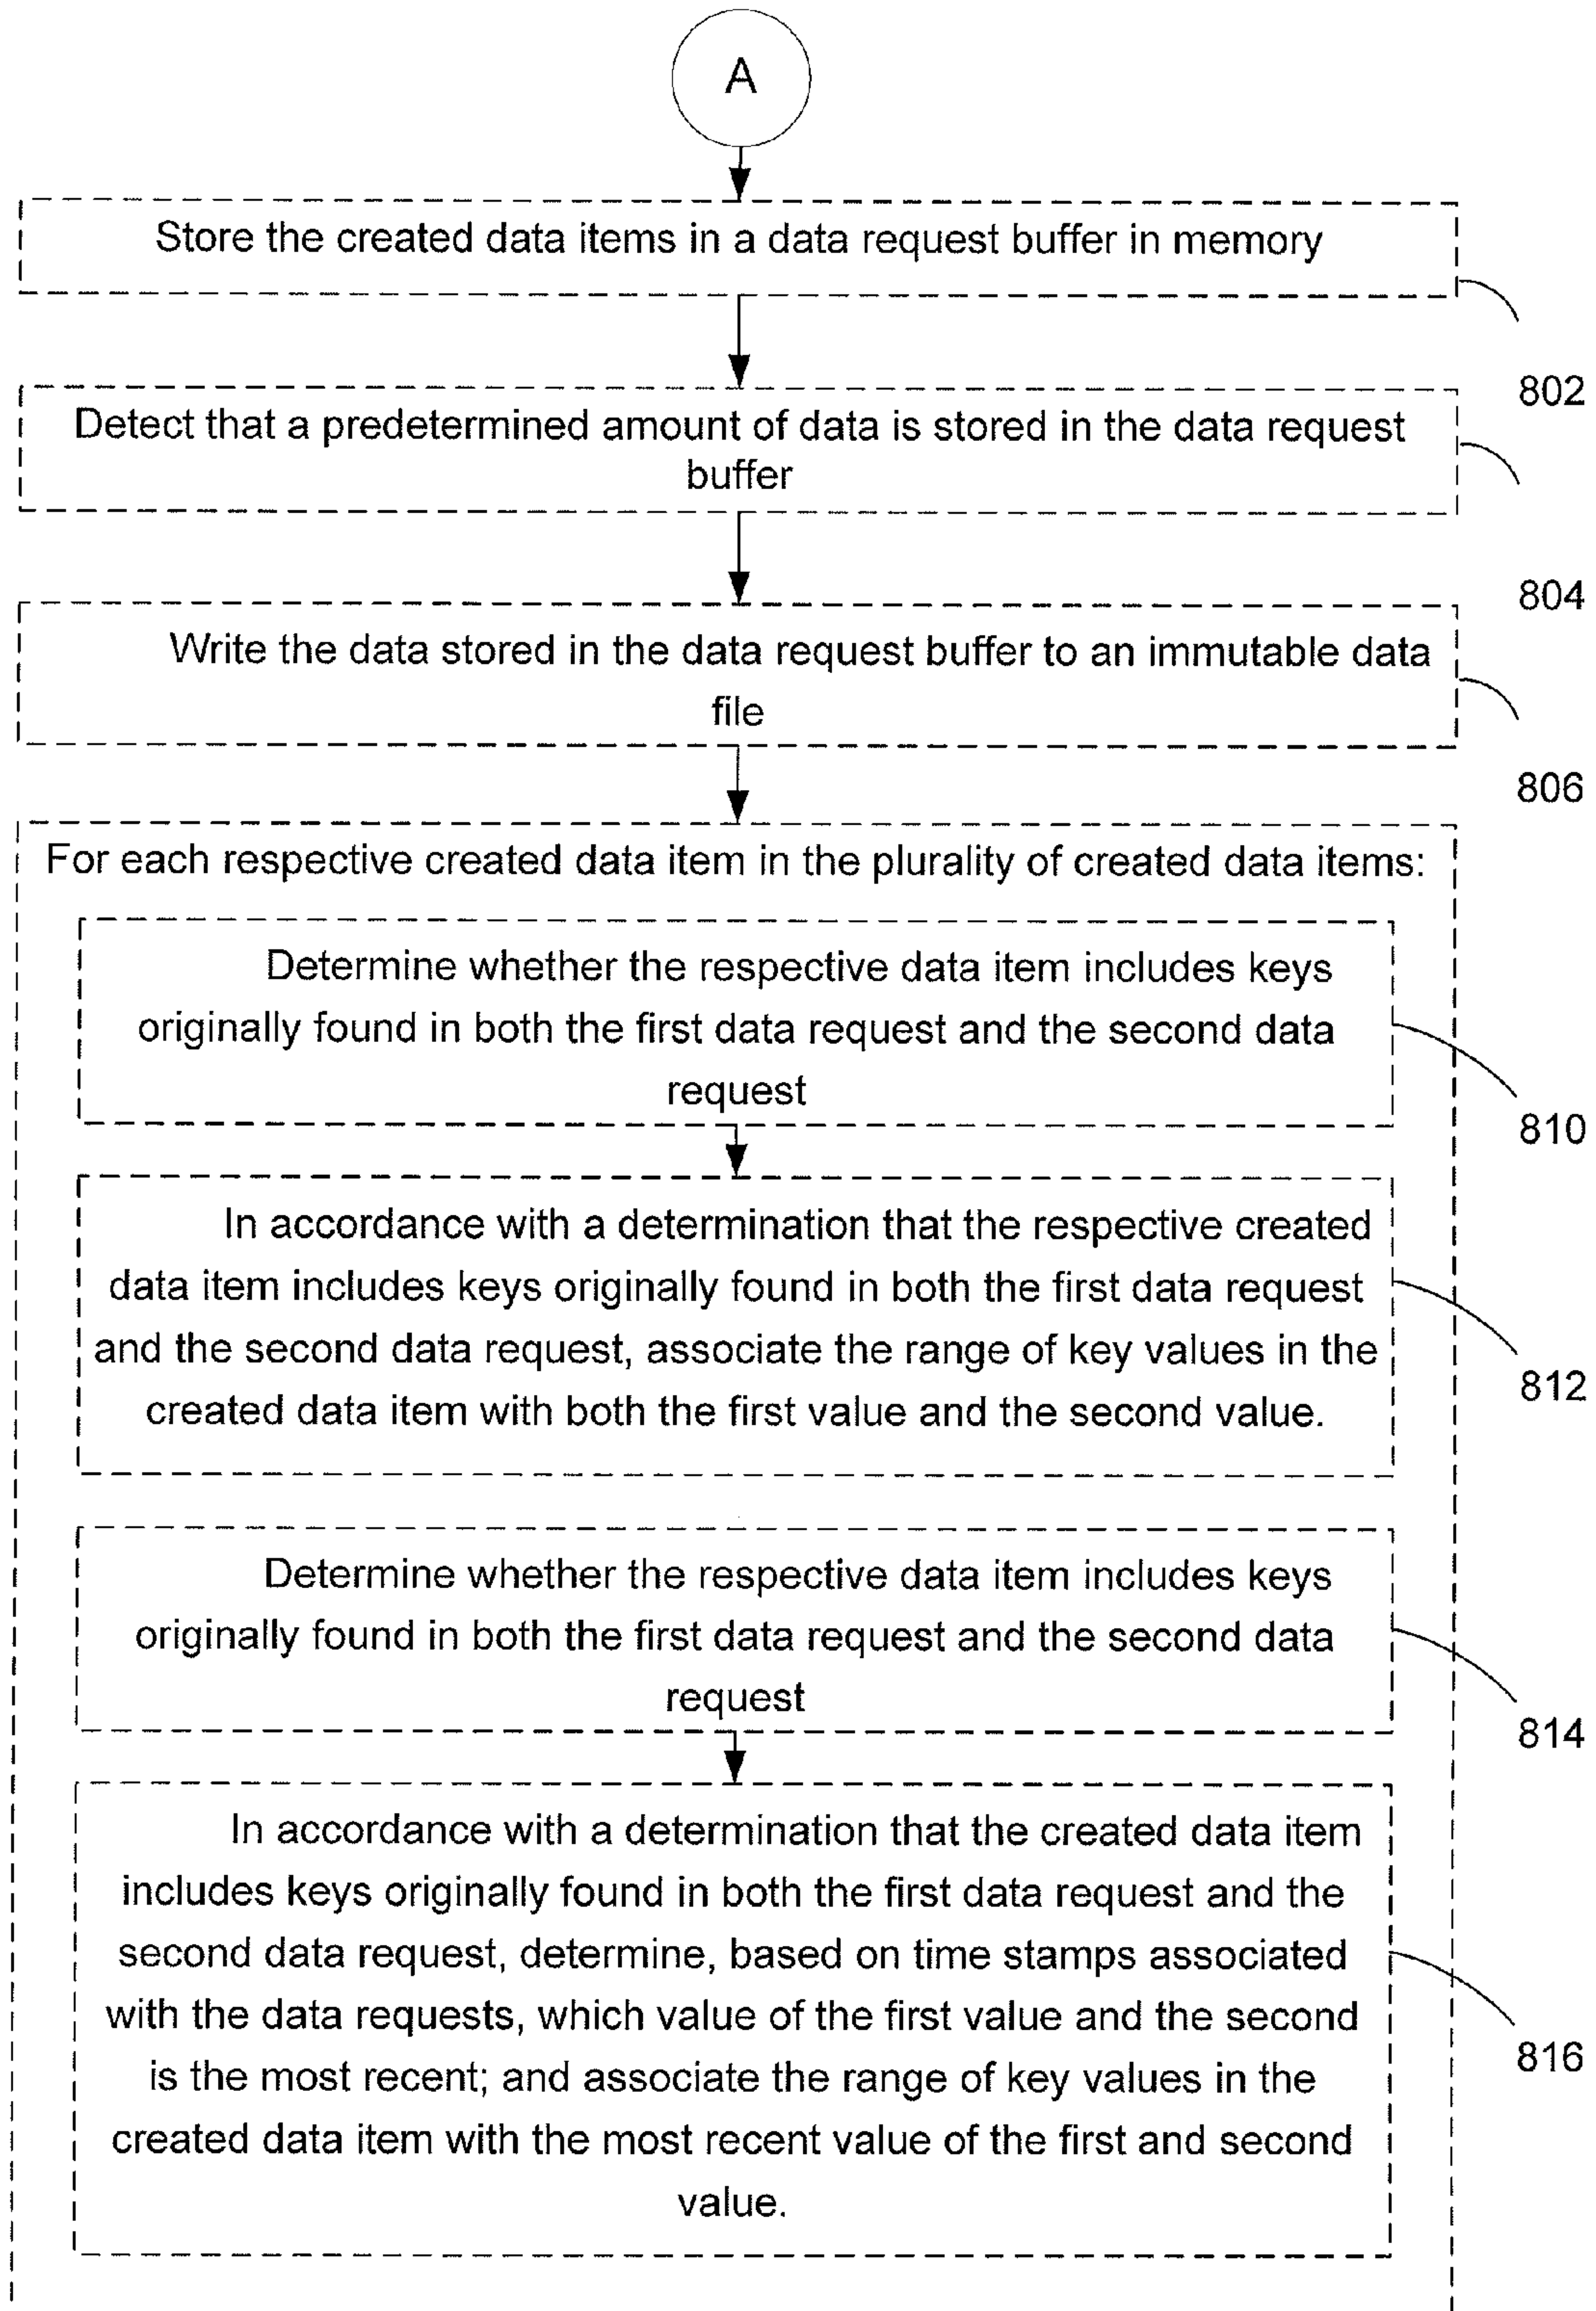 A
Store the created data items in a data request buffer in memory
802
Detect that a predetermined amount of data is stored in the data request
buffer
804
Write the data stored in the data request buffer to an immutable data
file
806
For each respective created data item in the plurality of created data items:
Determine whether the respective data item includes keys
originally found in both the first data request and the second data
request
810
In accordance with a determination that the respective created
data item includes keys originally found in both the first data request
and the second data request, associate the range of key values in the
created data item with both the first value and the second value.
812
Determine whether the respective data item includes keys
originally found in both the first data request and the second data
request
814
In accordance with a determination that the created data item
includes keys originally found in both the first data request and the
second data request, determine, based on time stamps associated
with the data requests, which value of the first value and the second
is the most recent; and associate the range of key values in the
created data item with the most recent value of the first and second
value.
816